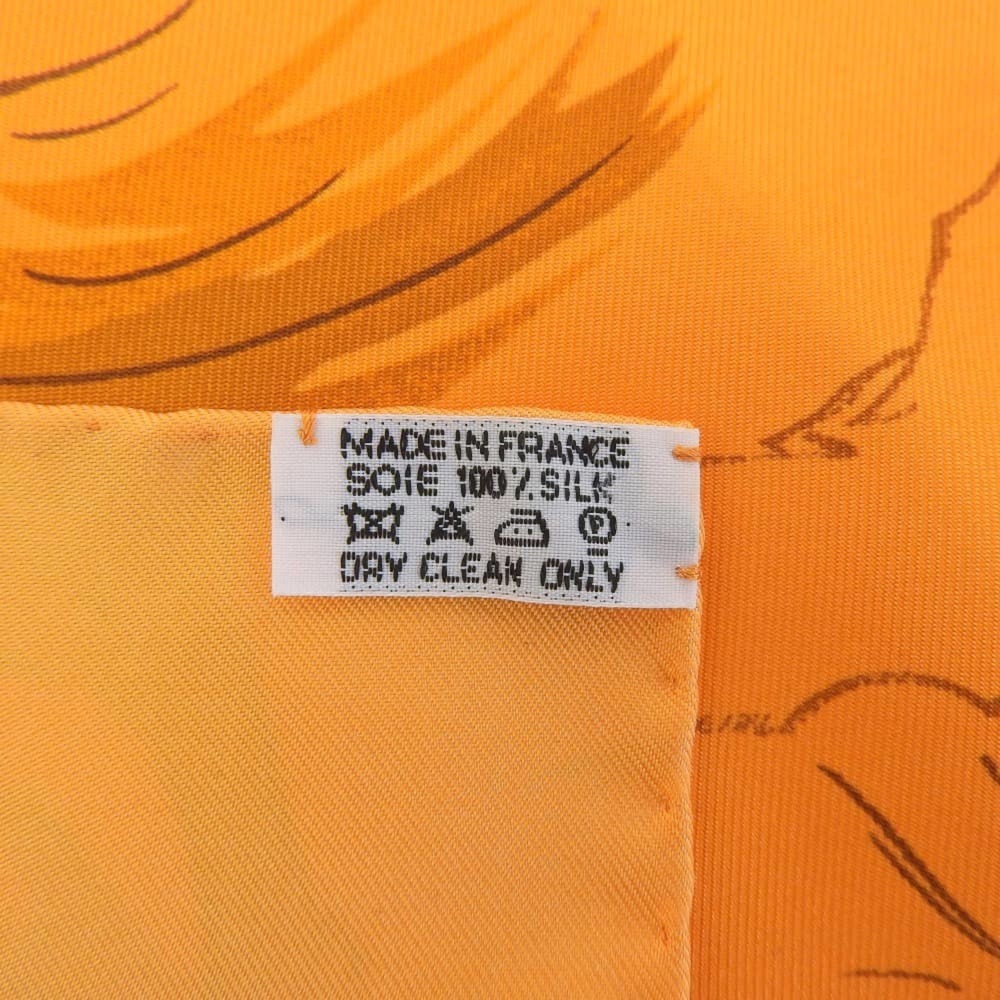 MADE IN FRANCE
SOIE 100% SILK
P
DRY CLEAN ONLY